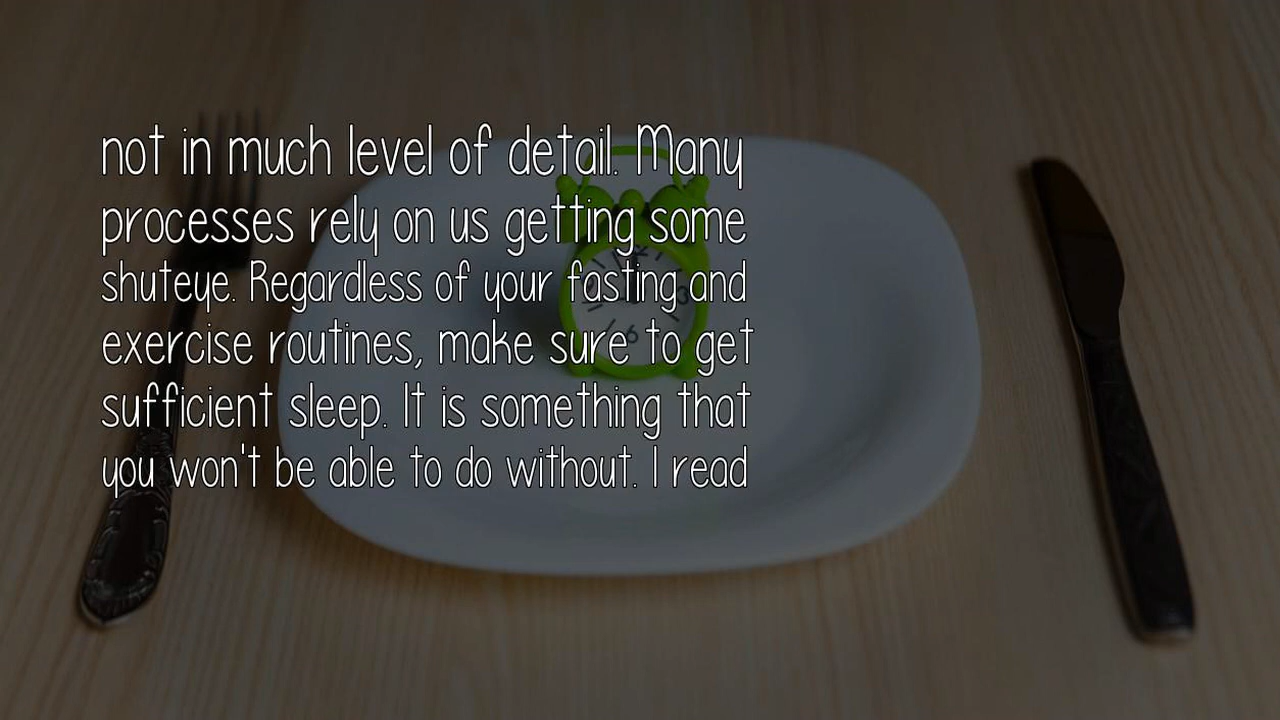 not in much level of detail. Many
processes rely on us getting some
shuteye. Regardless of your fasting and
exercise routines, make sure to get
sufficient sleep. It is something that
you won't be able to do without. I read